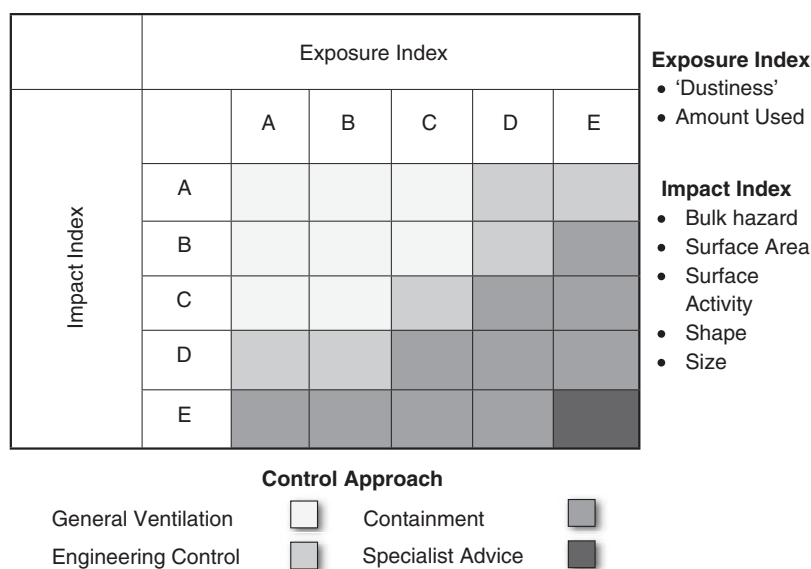 Exposure Index
A B C D E
Impact Index
A
B
C
D
E
Exposure Index
• 'Dustiness'
• Amount Used
Impact Index
• Bulk hazard
• Surface Area
• Surface
Activity
• Shape
• Size
Control Approach
General Ventilation Containment
Engineering Control Specialist Advice